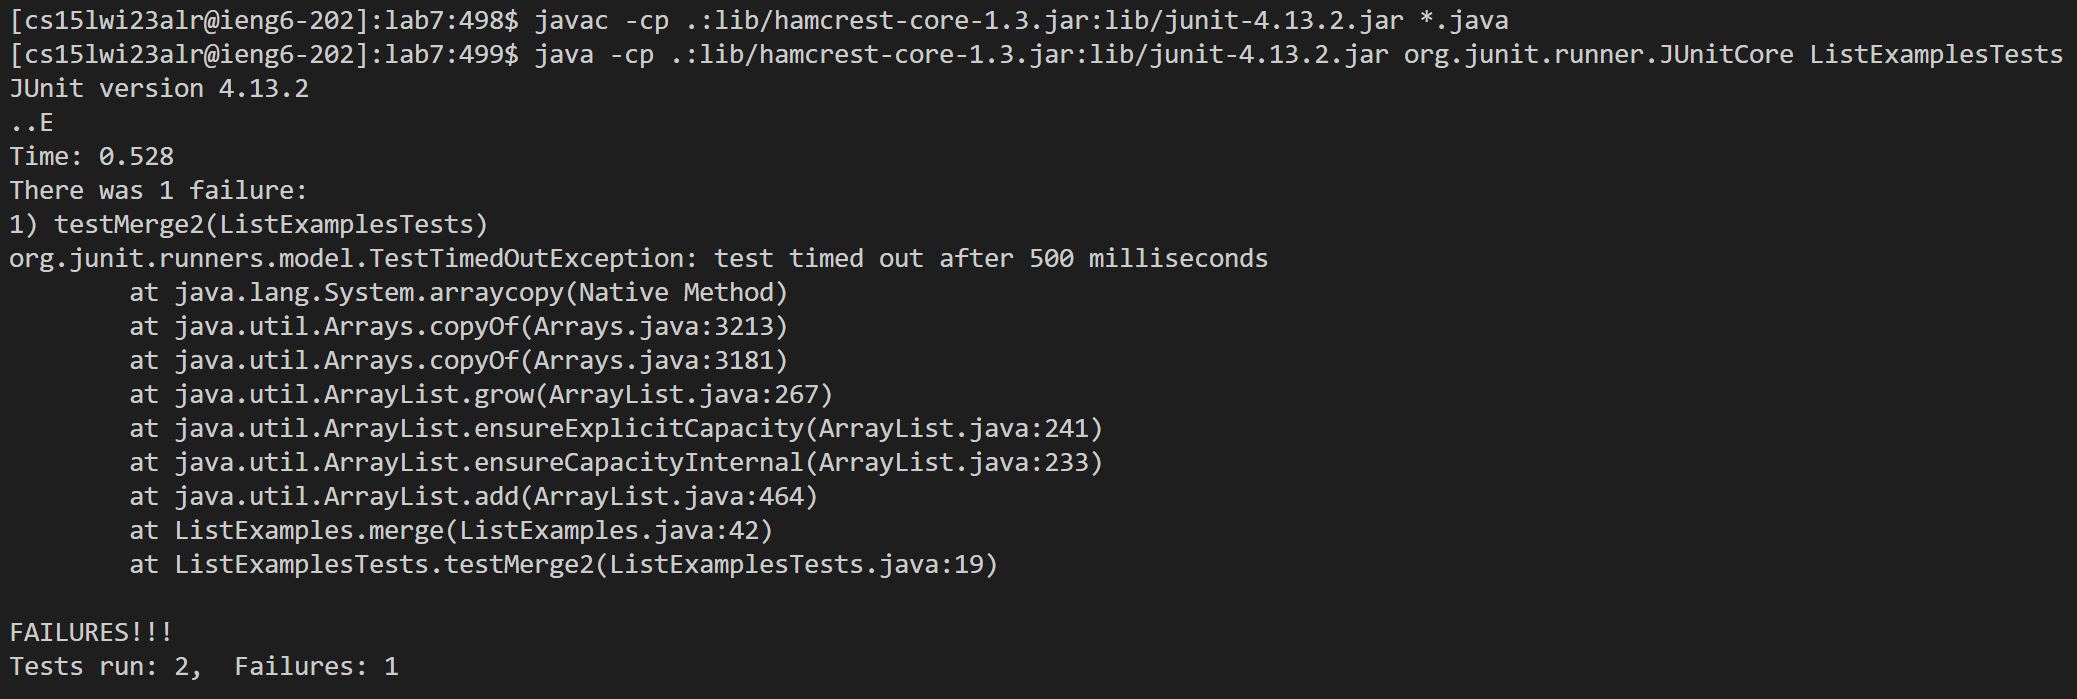 [cs15lwi23alr@ieng6-202]:lab7:498$ javac -cp .:lib/hamcrest-core-1.3.jar:lib/junit-4.13.2.jar *.java
[cs15lwi23alr@ieng6-202]:lab7:499$ java -cp .:lib/hamcrest-core-1.3.jar:lib/junit-4.13.2.jar org.junit.runner.JUnitCore ListExamplesTests
JUnit version 4.13.2
..E
Time: 0.528
There was 1 failure:
1) testMerge2(ListExamplesTests)
org.junit.runners.model.TestTimedOutException: test timed out after 500 milliseconds
        at java.lang.System.arraycopy(Native Method)
        at java.util.Arrays.copyOf(Arrays.java:3213)
        at java.util.Arrays.copyOf(Arrays.java:3181)
        at java.util.ArrayList.grow(ArrayList.java:267)
        at java.util.ArrayList.ensureExplicitCapacity(ArrayList.java:241)
        at java.util.ArrayList.ensureCapacityInternal(ArrayList.java:233)
        at java.util.ArrayList.add(ArrayList.java:464)
        at ListExamples.merge(ListExamples.java:42)
        at ListExamplesTests.testMerge2(ListExamplesTests.java:19)

FAILURES!!!
Tests run: 2,  Failures: 1